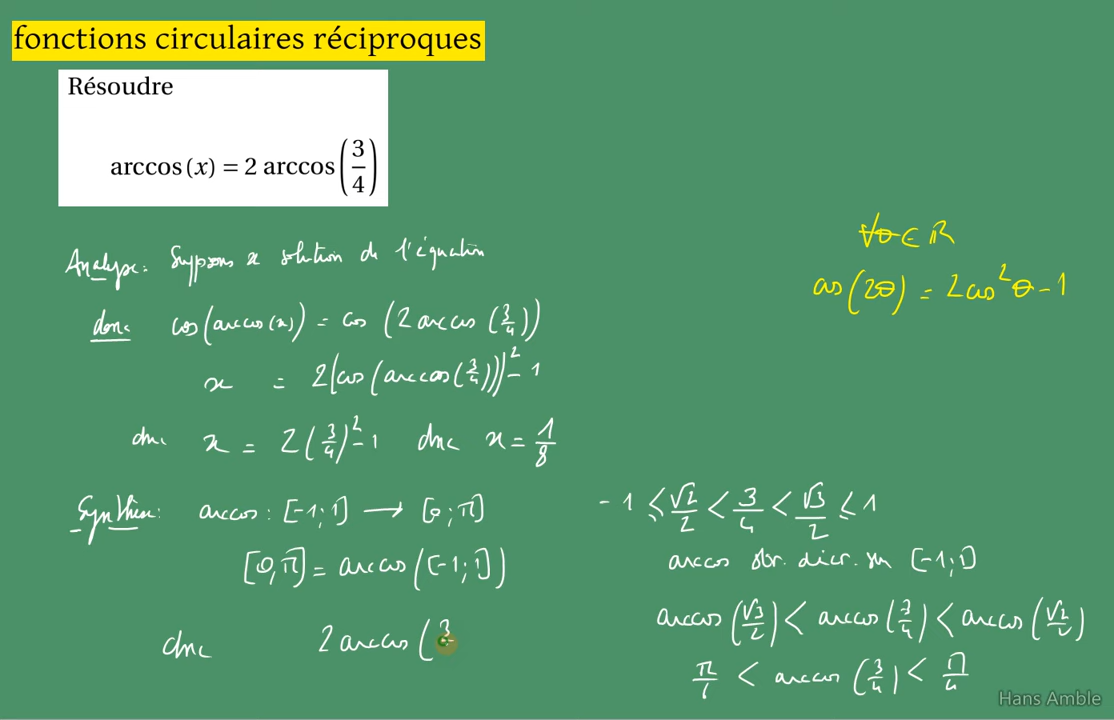 fonctions circulaires réciproques
Résoudre
arccos(x) = 2 arccos(3/4)
Analyse: Supposons x solution de l'équation
donc cos(arccos(x)) = cos(2 arccos(3/4))
x = 2(cos(arccos(3/4)))² - 1
donc x = 2(3/4)² - 1 donc x = 1/8
Synthèse: arccos: [-1;1] → [0;π]
[0,π] = arccos([-1;1])
donc 2 arccos(3
∀θ ∈ ℝ
cos(2θ) = 2cos²θ - 1
-1 ≤ √2/2 < 3/4 < √3/2 ≤ 1
arccos str. décr. sur [-1;1]
arccos(√3/2) < arccos(3/4) < arccos(√2/2)
π/6 < arccos(3/4) < π/4
Hans Amble